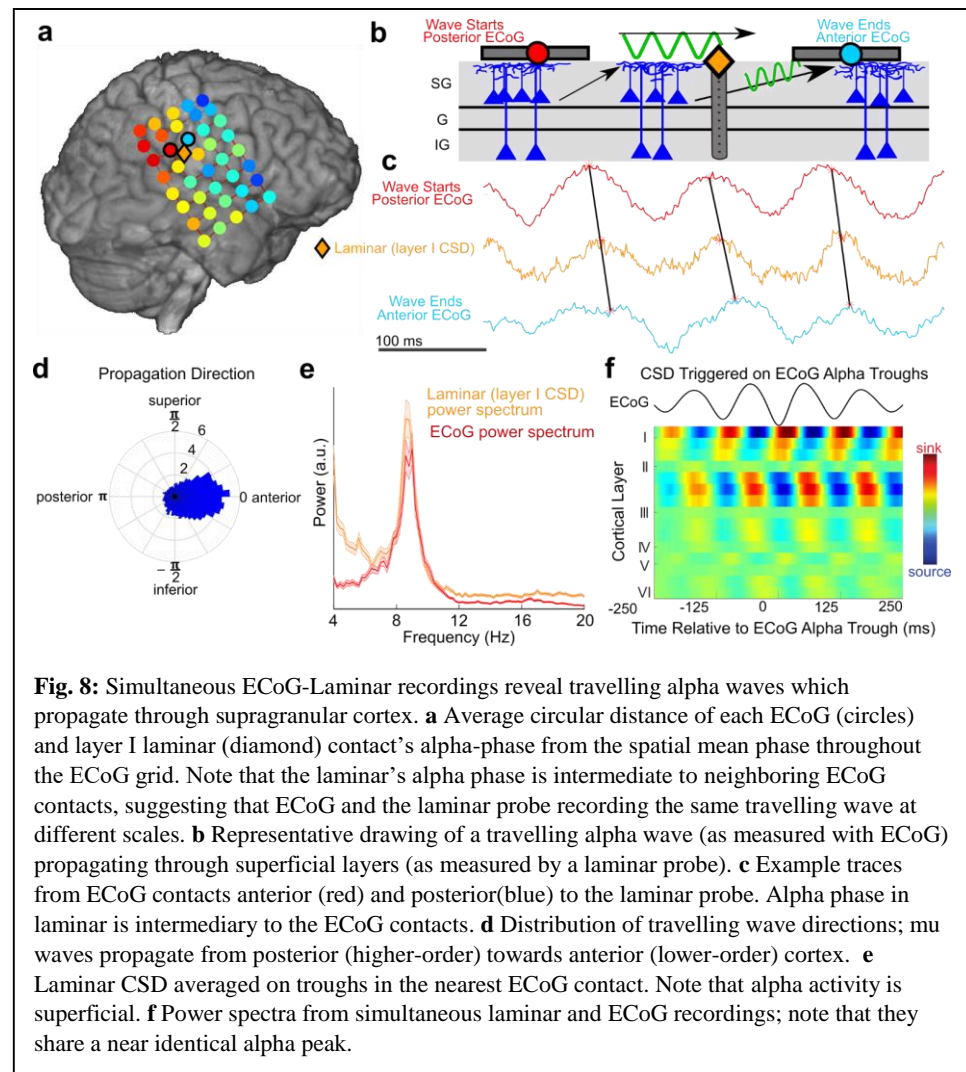 a
Laminar (layer I CSD)
b
Wave Starts
Posterior ECoG
Wave Ends
Anterior ECoG
SG
G
IG
c
Wave Starts
Posterior ECoG
Wave Ends
Anterior ECoG
100 ms
d
Propagation Direction
superior
π
2
6
4
2
2
posterior π
0 anterior
− π
2
inferior
e
Laminar (layer I CSD)
power spectrum
ECoG power spectrum
Power (a.u.)
4
8
12
16
20
Frequency (Hz)
f
CSD Triggered on ECoG Alpha Troughs
ECoG
Cortical Layer
I
II
III
IV
V
VI
sink
source
-250
-125
0
125
250
Time Relative to ECoG Alpha Trough (ms)
Fig. 8: Simultaneous ECoG-Laminar recordings reveal travelling alpha waves which
propagate through supragranular cortex. a Average circular distance of each ECoG (circles)
and layer I laminar (diamond) contact's alpha-phase from the spatial mean phase throughout
the ECoG grid. Note that the laminar's alpha phase is intermediate to neighboring ECoG
contacts, suggesting that ECoG and the laminar probe recording the same travelling wave at
different scales. b Representative drawing of a travelling alpha wave (as measured with ECoG)
propagating through superficial layers (as measured by a laminar probe). c Example traces
from ECoG contacts anterior (red) and posterior(blue) to the laminar probe. Alpha phase in
laminar is intermediary to the ECoG contacts. d Distribution of travelling wave directions; mu
waves propagate from posterior (higher-order) towards anterior (lower-order) cortex. e
Laminar CSD averaged on troughs in the nearest ECoG contact. Note that alpha activity is
superficial. f Power spectra from simultaneous laminar and ECoG recordings; note that they
share a near identical alpha peak.